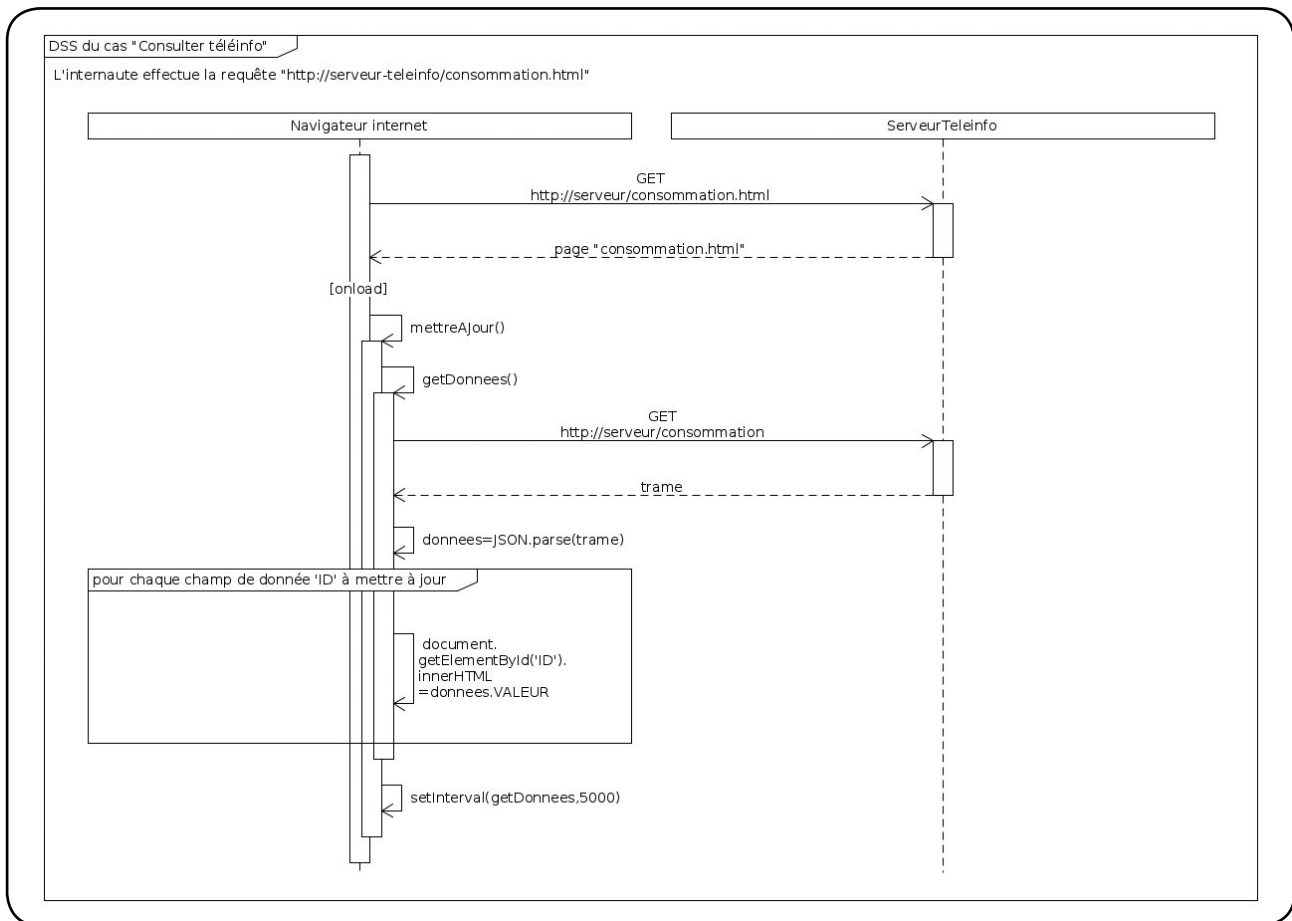 DSS du cas "Consulter téléinfo"
L'internaute effectue la requête "http://serveur-teleinfo/consommation.html"
Navigateur internet
ServeurTeleinfo
GET
http://serveur/consommation.html
page "consommation.html"
[onload]
mettreAJour()
getDonnees()
GET
http://serveur/consommation
trame
donnees=JSON.parse(trame)
pour chaque champ de donnée 'ID' à mettre à jour
document.
getElementById('ID').
innerHTML
=donnees.VALEUR
setInterval(getDonnees,5000)